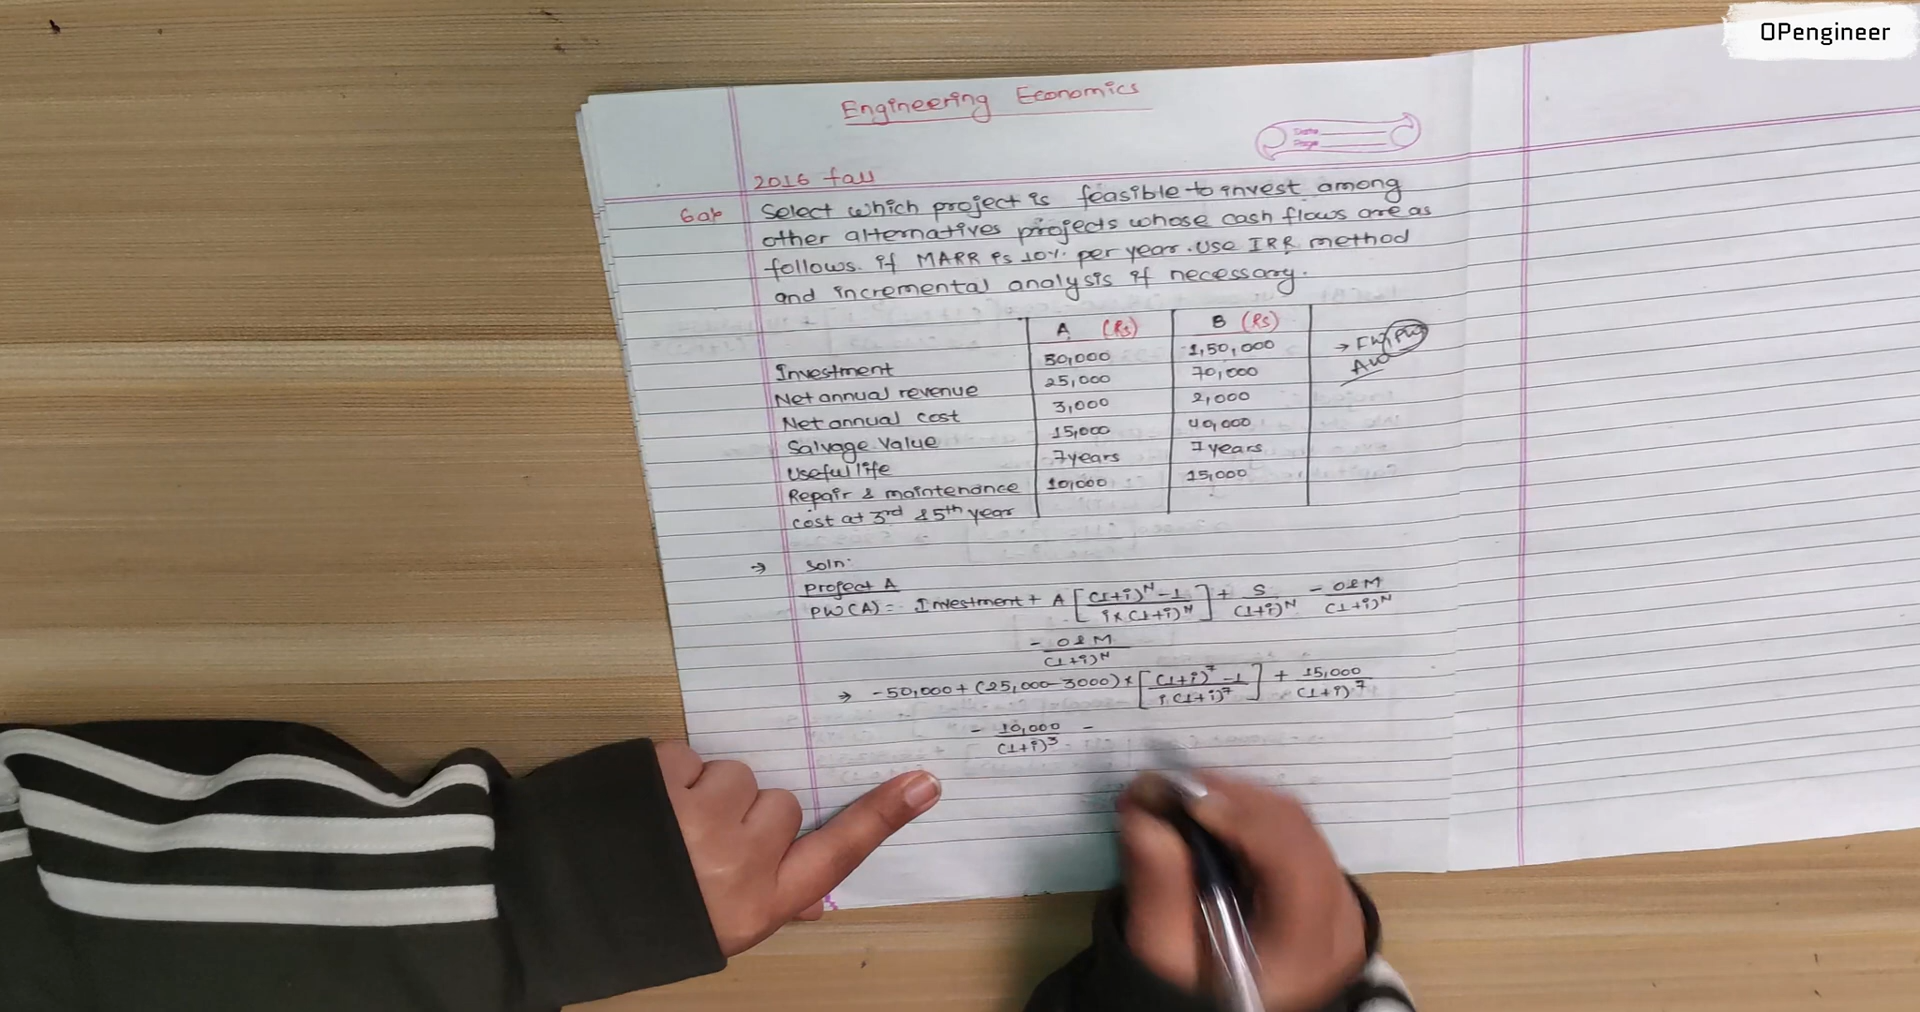 OPengineer
Engineering Economics
Date
Page
2016 fall
6a)*
Select which project is feasible to invest among
other alternatives projects whose cash flows are as
follows. if MARR is 10% per year. Use IRR method
and incremental analysis if necessary.
A (Rs) B (Rs)
Investment 50,000 1,50,000 → FW, PW
Net annual revenue 25,000 70,000 AW
Net annual cost 3,000 2,000
Salvage Value 15,000 40,000
Useful life 7years 7years
Repair & maintenance 10,000 15,000
cost at 3rd & 5th year
→ Soln:
Project A
PW(A) = - Investment + A [(1+i)^N - 1 / i×(1+i)^N] + S/(1+i)^N - O&M/(1+i)^N
- O&M/(1+i)^N
→ -50,000 + (25,000-3000)×[(1+i)^7 -1 / i(1+i)^7] + 15,000/(1+i)^7
- 10,000/(1+i)^3 -